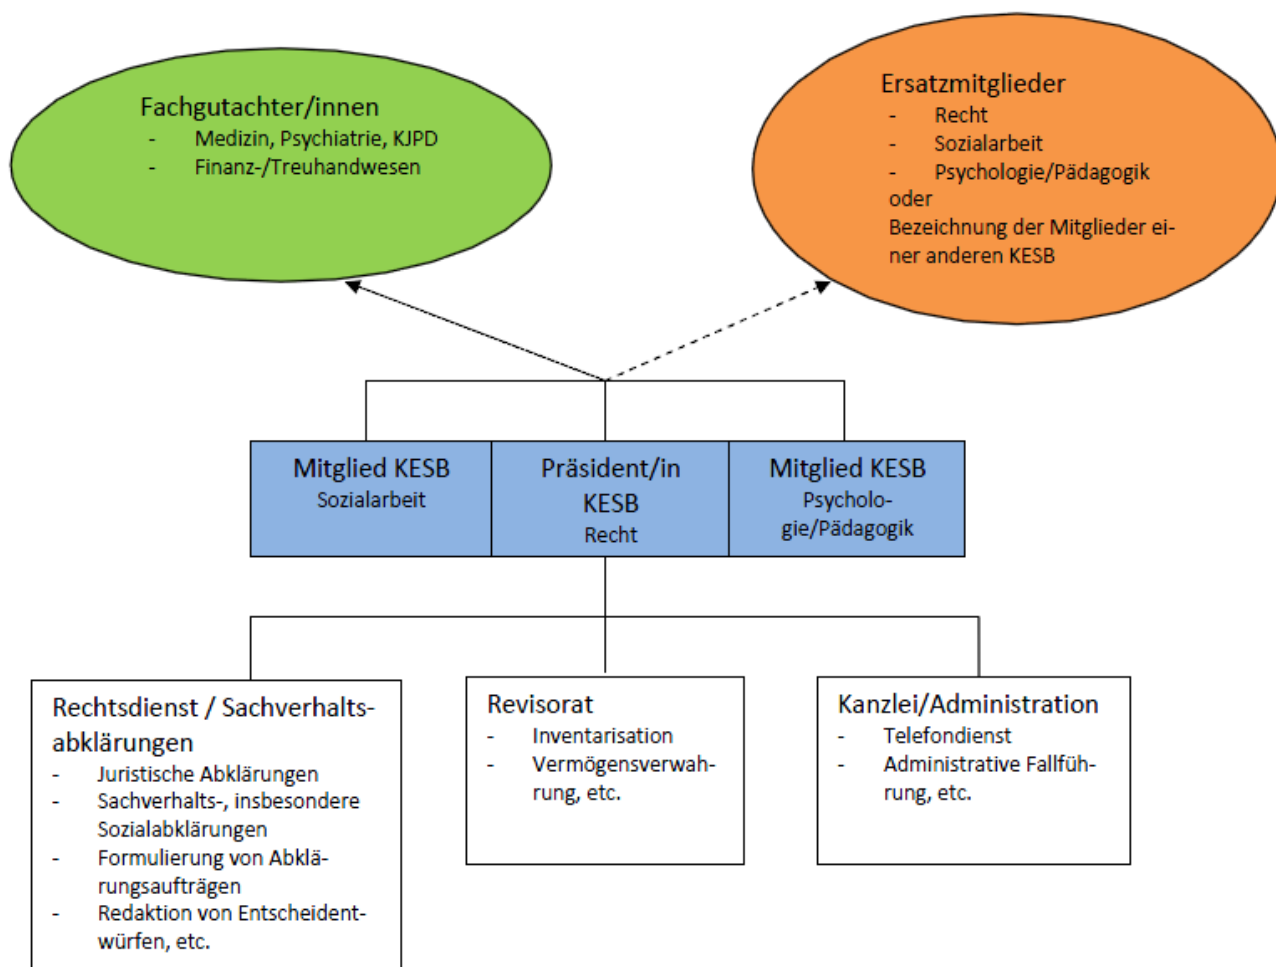 Fachgutachter/innen
- Medizin, Psychiatrie, KJPD
- Finanz-/Treuhandwesen
Ersatzmitglieder
- Recht
- Sozialarbeit
- Psychologie/Pädagogik
oder
Bezeichnung der Mitglieder ei-
ner anderen KESB
Mitglied KESB
Sozialarbeit
Präsident/in
KESB
Recht
Mitglied KESB
Psycholo-
gie/Pädagogik
Rechtsdienst / Sachverhalts-
abklärungen
- Juristische Abklärungen
- Sachverhalts-, insbesondere
Sozialabklärungen
- Formulierung von Abklä-
rungsaufträgen
- Redaktion von Entscheident-
würfen, etc.
Revisorat
- Inventarisation
- Vermögensverwah-
rung, etc.
Kanzlei/Administration
- Telefondienst
- Administrative Fallfüh-
rung, etc.